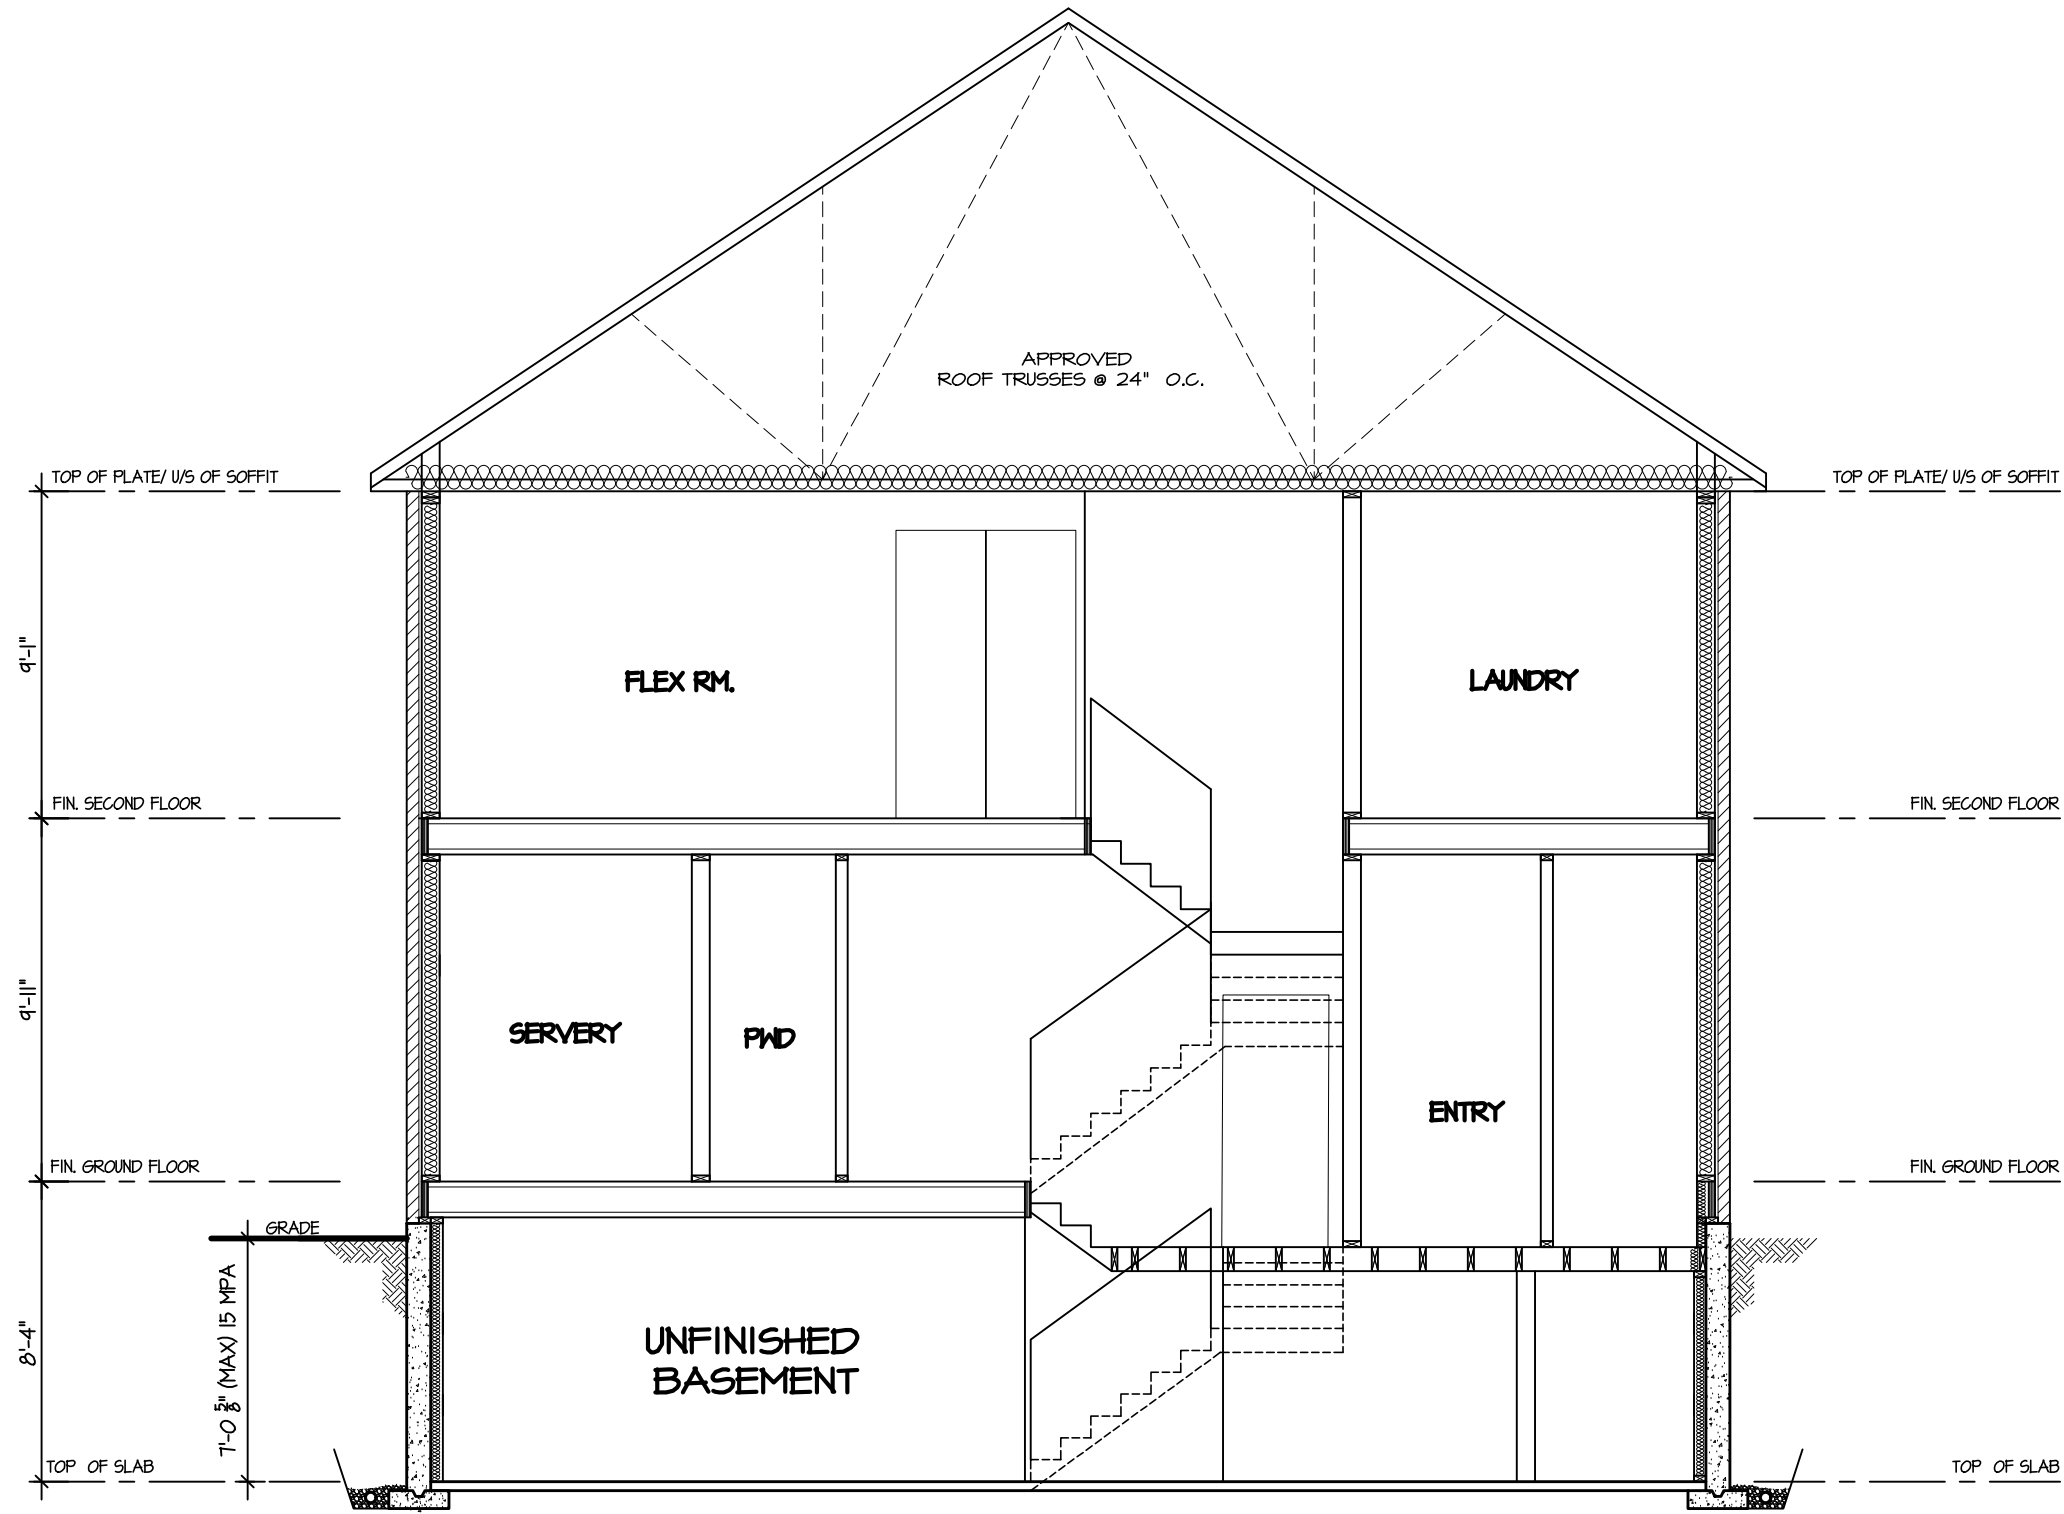 APPROVED
ROOF TRUSSES @ 24" O.C.
TOP OF PLATE/ U/S OF SOFFIT
TOP OF PLATE/ U/S OF SOFFIT
9'-1"
FLEX RM.
LAUNDRY
FIN. SECOND FLOOR
FIN. SECOND FLOOR
9'-11"
SERVERY
PWD
ENTRY
FIN. GROUND FLOOR
FIN. GROUND FLOOR
GRADE
8'-4"
7'-0 5/8" (MAX) 15 MPA
UNFINISHED
BASEMENT
TOP OF SLAB
TOP OF SLAB